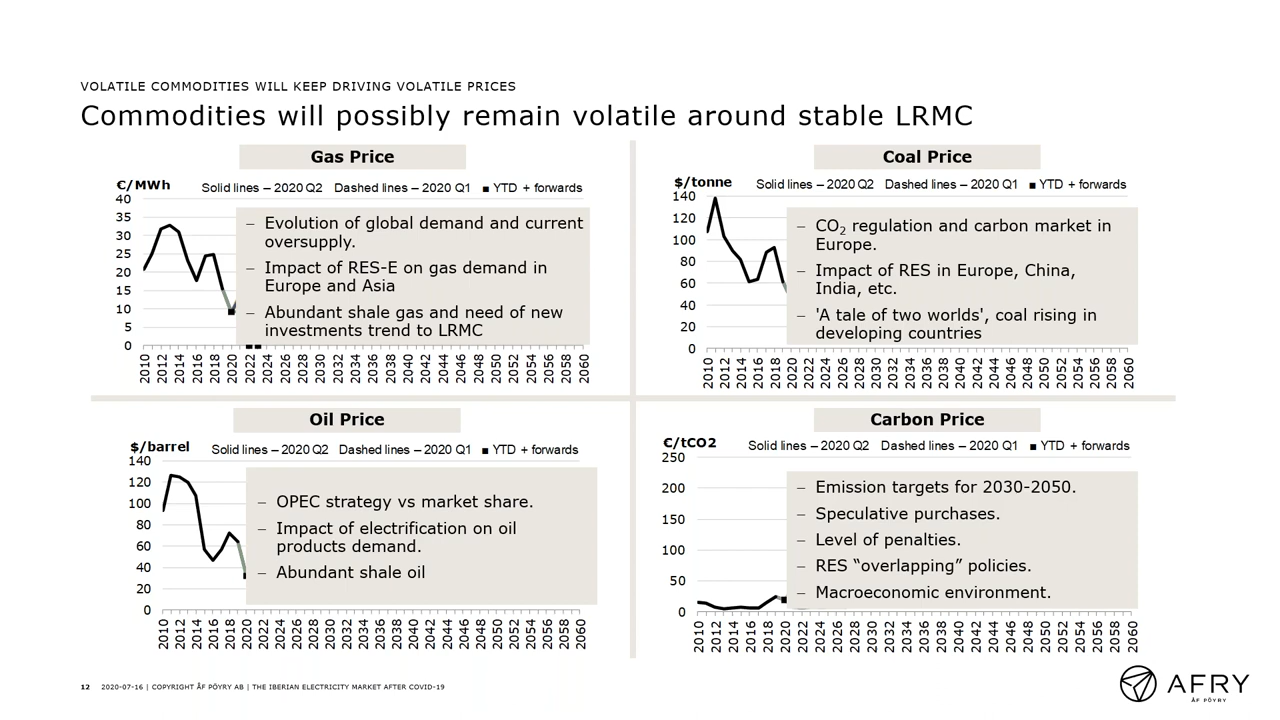 VOLATILE COMMODITIES WILL KEEP DRIVING VOLATILE PRICES
Commodities will possibly remain volatile around stable LRMC
Gas Price
€/MWh
Solid lines – 2020 Q2 Dashed lines – 2020 Q1 ■ YTD + forwards
40
35
30
25
20
15
10
5
0
– Evolution of global demand and current
oversupply.
– Impact of RES-E on gas demand in
Europe and Asia
– Abundant shale gas and need of new
investments trend to LRMC
2010 2012 2014 2016 2018 2020 2022 2024 2026 2028 2030 2032 2034 2036 2038 2040 2042 2044 2046 2048 2050 2052 2054 2056 2058 2060
Coal Price
$/tonne
Solid lines – 2020 Q2 Dashed lines – 2020 Q1 ■ YTD + forwards
140
120
100
80
60
40
20
0
– CO₂ regulation and carbon market in
Europe.
– Impact of RES in Europe, China,
India, etc.
– 'A tale of two worlds', coal rising in
developing countries
2010 2012 2014 2016 2018 2020 2022 2024 2026 2028 2030 2032 2034 2036 2038 2040 2042 2044 2046 2048 2050 2052 2054 2056 2058 2060
Oil Price
$/barrel
Solid lines – 2020 Q2 Dashed lines – 2020 Q1 ■ YTD + forwards
140
120
100
80
60
40
20
0
– OPEC strategy vs market share.
– Impact of electrification on oil
products demand.
– Abundant shale oil
2010 2012 2014 2016 2018 2020 2022 2024 2026 2028 2030 2032 2034 2036 2038 2040 2042 2044 2046 2048 2050 2052 2054 2056 2058 2060
Carbon Price
€/tCO2
Solid lines – 2020 Q2 Dashed lines – 2020 Q1 ■ YTD + forwards
250
200
150
100
50
0
– Emission targets for 2030-2050.
– Speculative purchases.
– Level of penalties.
– RES “overlapping” policies.
– Macroeconomic environment.
2010 2012 2014 2016 2018 2020 2022 2024 2026 2028 2030 2032 2034 2036 2038 2040 2042 2044 2046 2048 2050 2052 2054 2056 2058 2060
12 2020-07-16 | COPYRIGHT ÅF PÖYRY AB | THE IBERIAN ELECTRICITY MARKET AFTER COVID-19
AFRY
ÅF PÖYRY